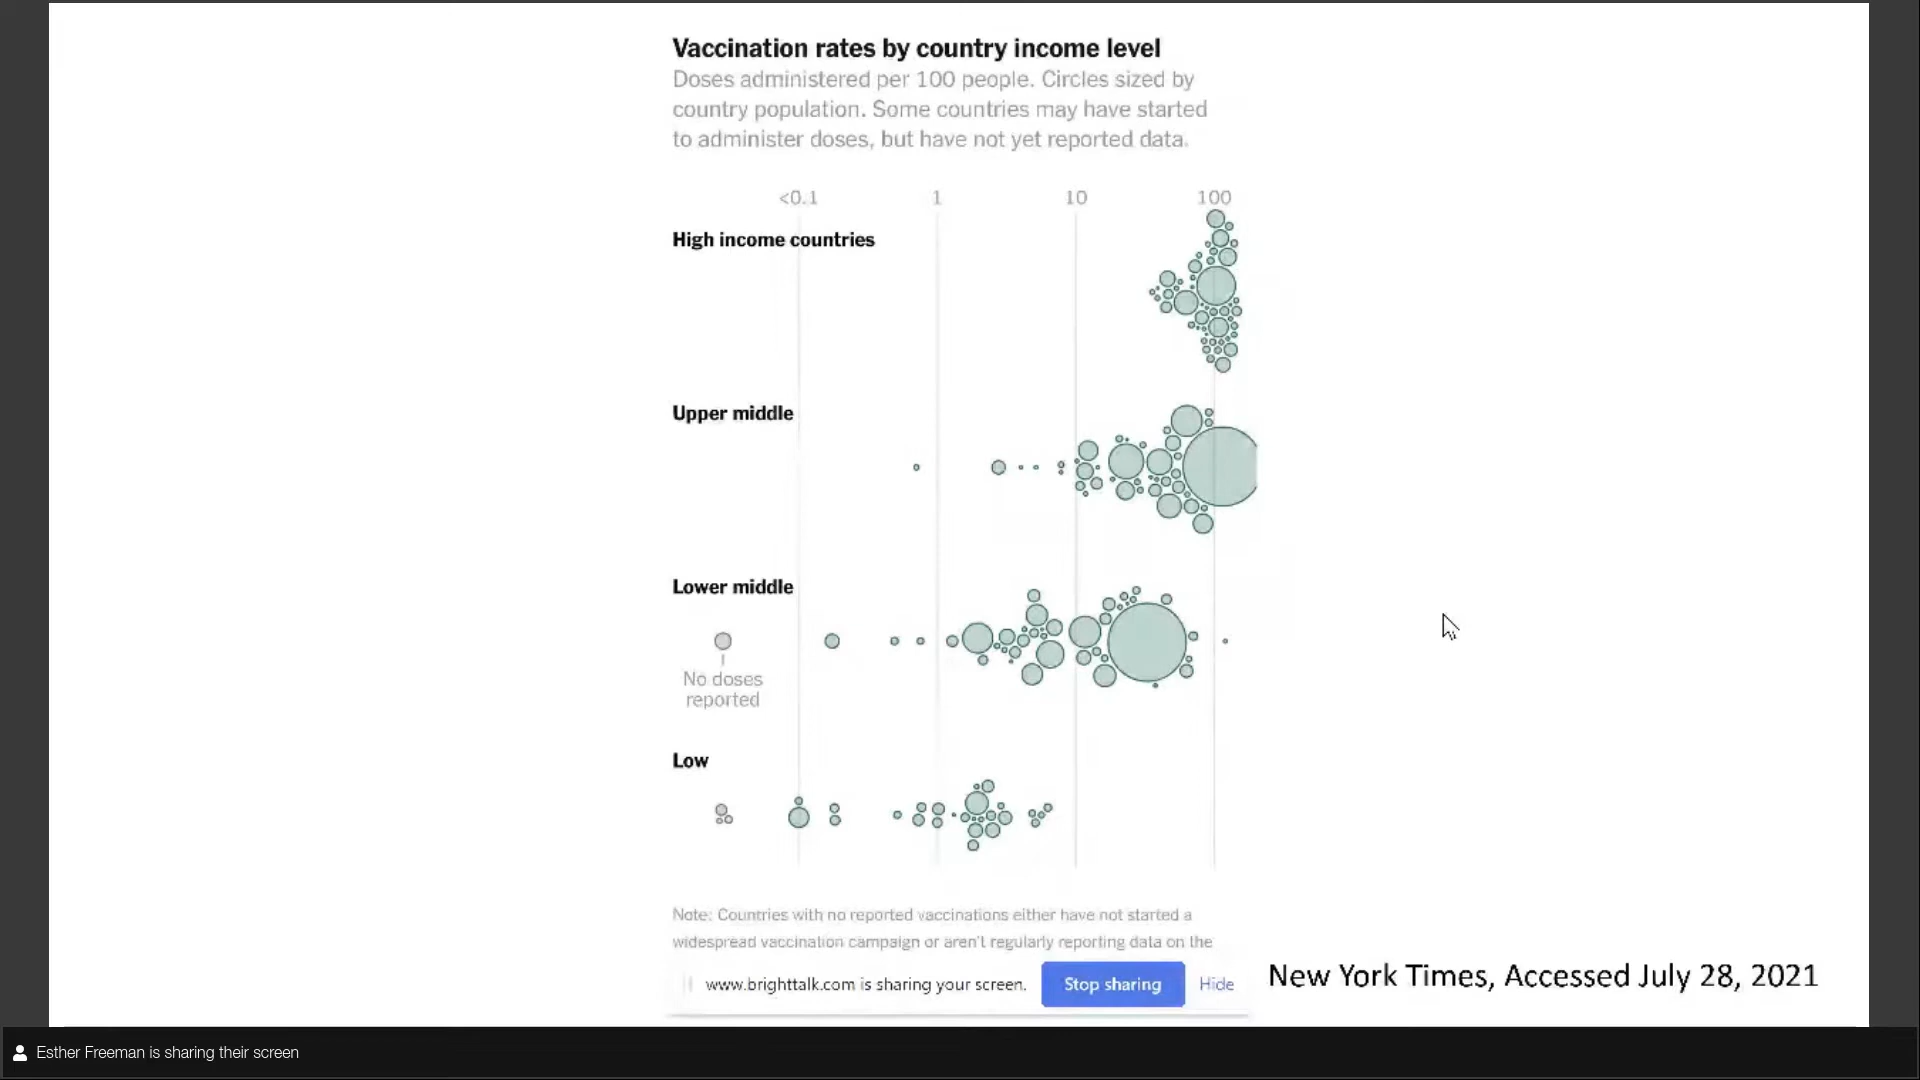 Vaccination rates by country income level
Doses administered per 100 people. Circles sized by
country population. Some countries may have started
to administer doses, but have not yet reported data.
<0.1 1 10 100
High income countries
Upper middle
Lower middle
No doses
reported
Low
Note: Countries with no reported vaccinations either have not started a
widespread vaccination campaign or aren't regularly reporting data on the
www.brighttalk.com is sharing your screen. Stop sharing Hide
New York Times, Accessed July 28, 2021
Esther Freeman is sharing their screen